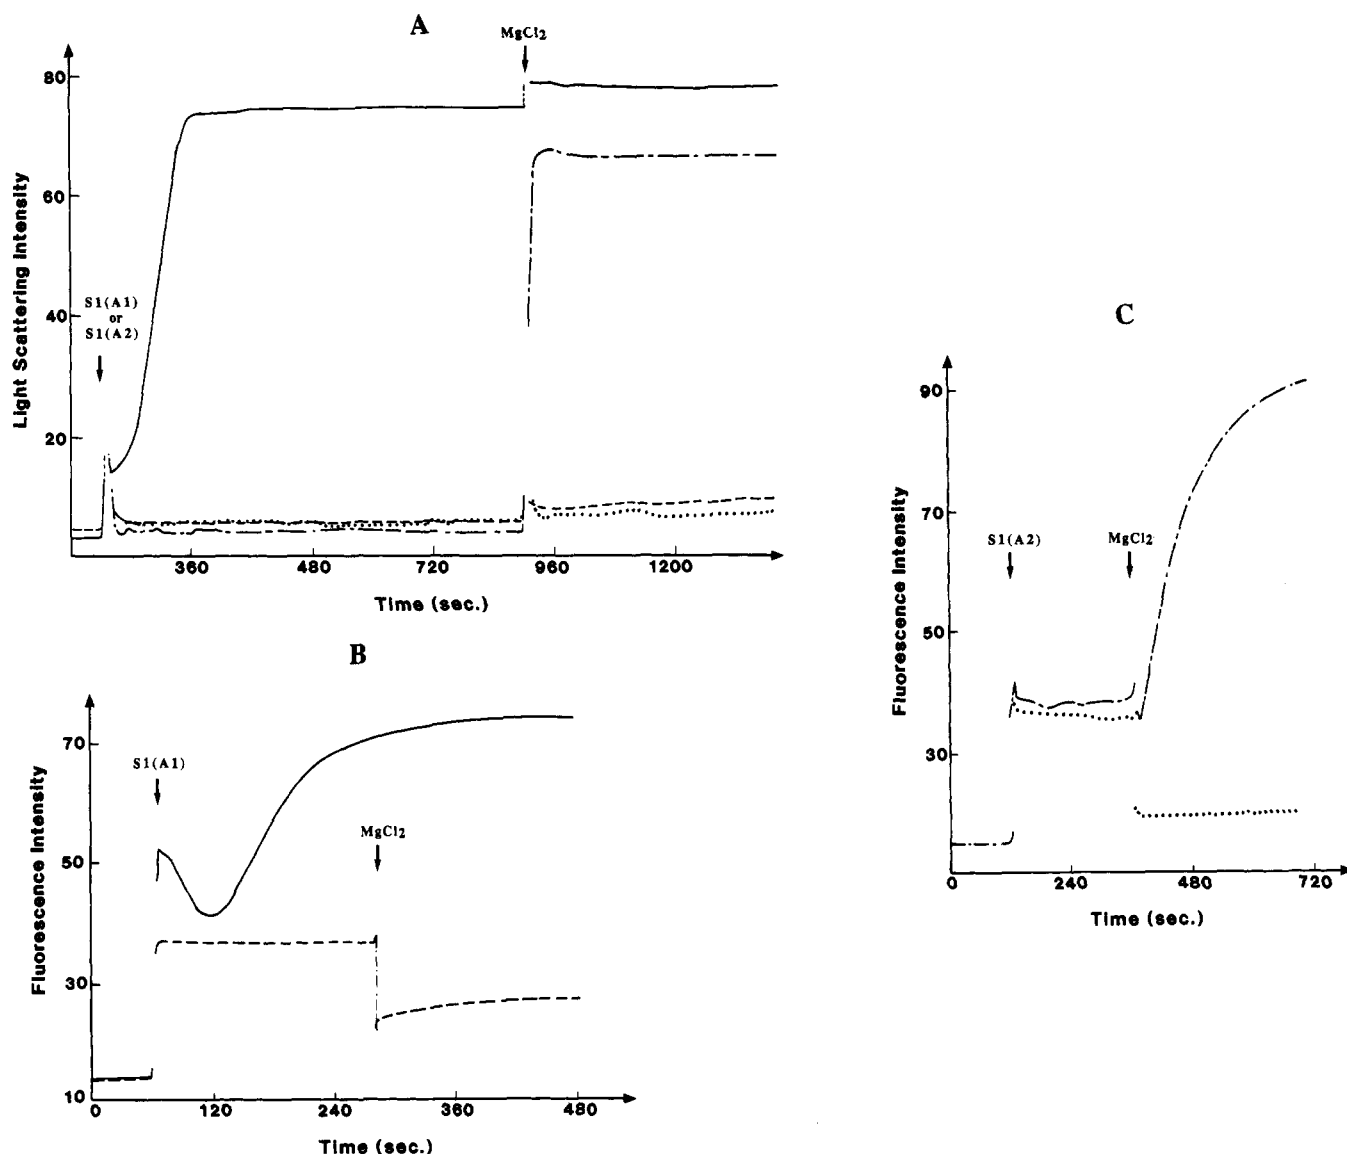 A
MgCl2
80
60
40
20
Light Scattering Intensity
S1(A1)
or
S1(A2)
360
480
720
960
1200
Time (sec.)
B
70
50
30
10
Fluorescence Intensity
S1(A1)
MgCl2
0
120
240
360
480
Time (sec.)
C
90
70
50
30
Fluorescence Intensity
S1(A2)
MgCl2
0
240
480
720
Time (sec.)